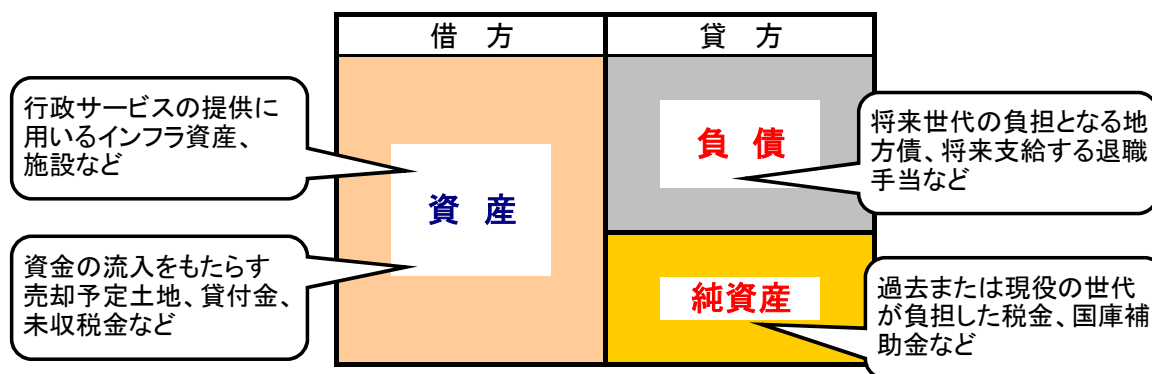 借 方
貸 方
行政サービスの提供に
用いるインフラ資産、
施設など
資金の流入をもたらす
売却予定土地、貸付金、
未収税金など
資 産
負 債
純資産
将来世代の負担となる地
方債、将来支給する退職
手当など
過去または現役の世代
が負担した税金、国庫補
助金など